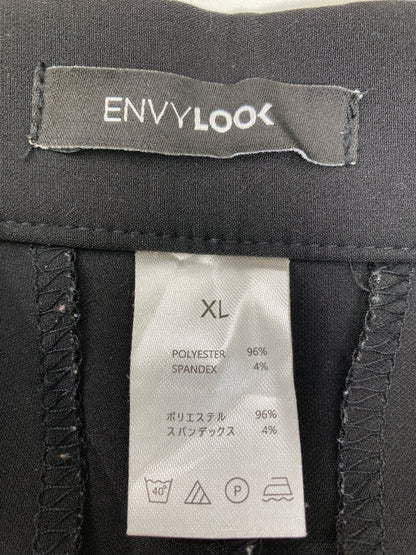 ENVYLOOK
XL
POLYESTER 96%
SPANDEX 4%
ポリエステル 96%
スパンデックス 4%
40° P